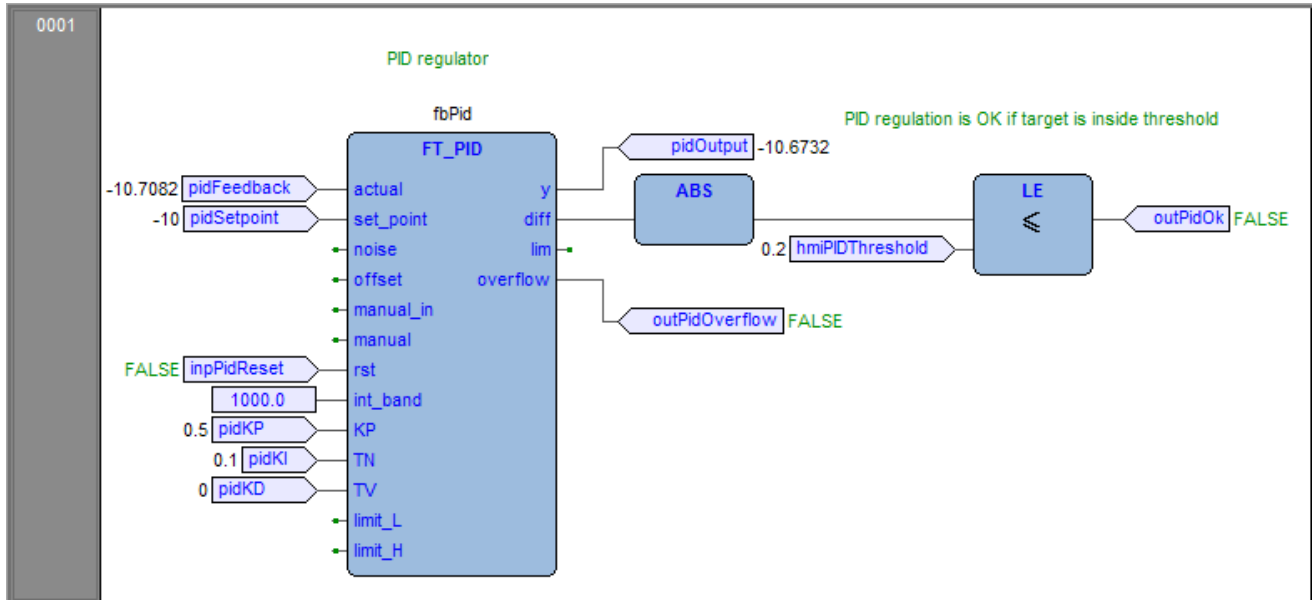 0001
PID regulator
fbPid
PID regulation is OK if target is inside threshold
FT_PID
pidOutput -10.6732
-10.7082 pidFeedback actual y ABS LE
-10 pidSetpoint set_point diff ≤ outPidOk FALSE
noise lim 0.2 hmiPIDThreshold
offset overflow
manual_in
outPidOverflow FALSE
manual
FALSE inpPidReset rst
1000.0 int_band
0.5 pidKP KP
0.1 pidKI TN
0 pidKD TV
limit_L
limit_H